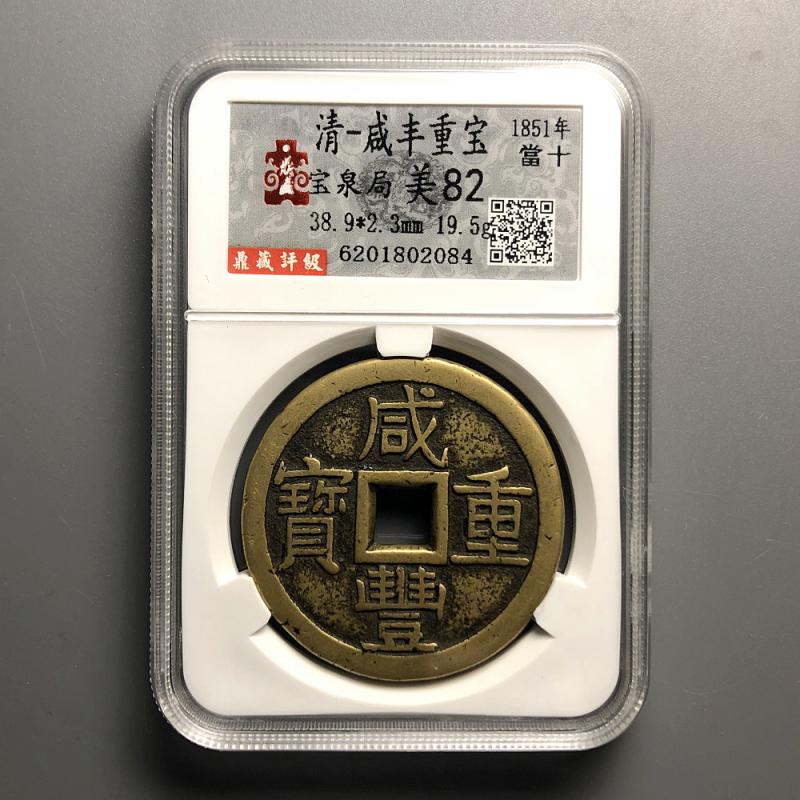 清-咸丰重宝
1851年
當十
宝泉局 美82
38.9*2.3mm 19.5g
鼎藏評級
6201802084
咸
豐
重
寶